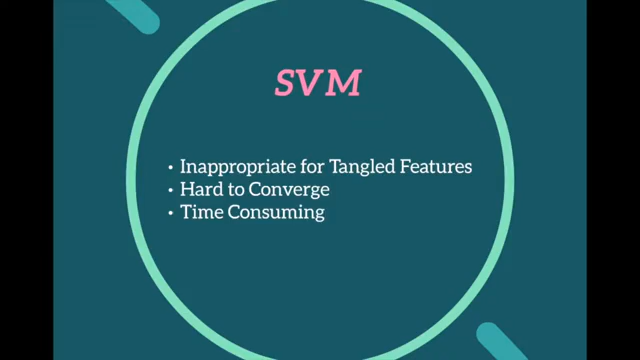 SVM
• Inappropriate for Tangled Features
• Hard to Converge
• Time Consuming